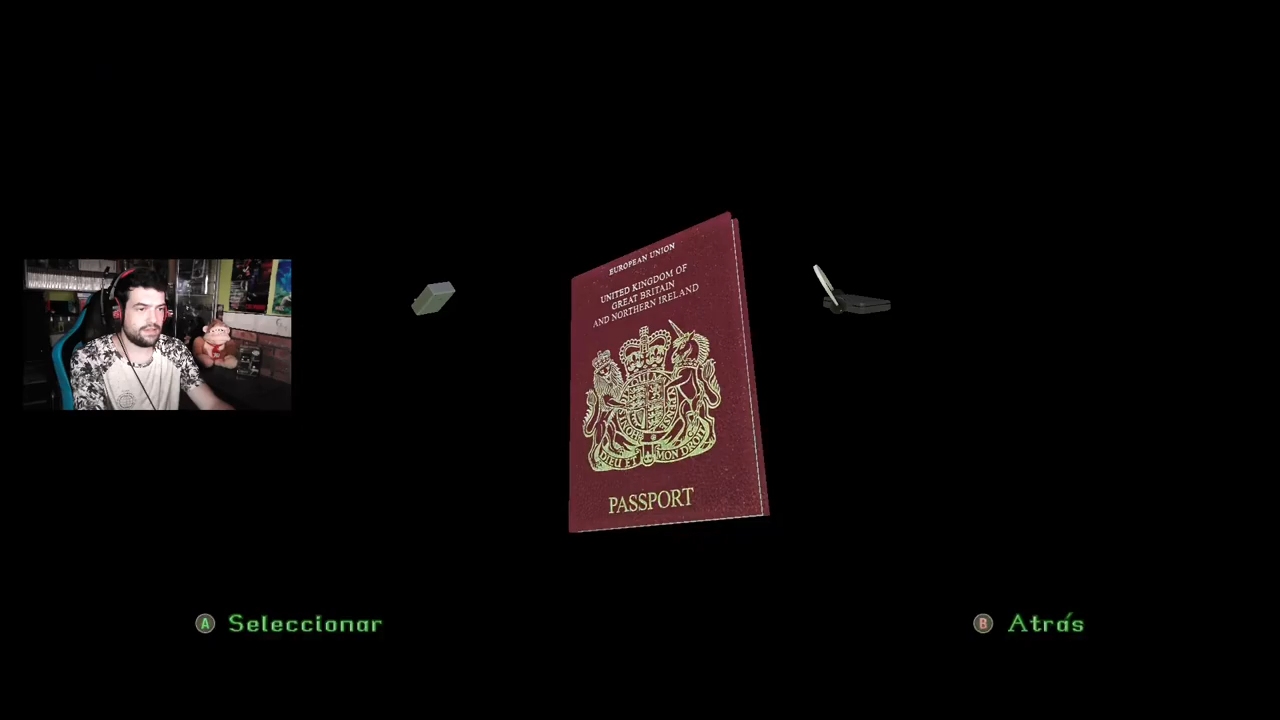 EUROPEAN UNION
UNITED KINGDOM OF
GREAT BRITAIN
AND NORTHERN IRELAND
DIEU ET MON DROIT
PASSPORT
A Seleccionar
B Atrás